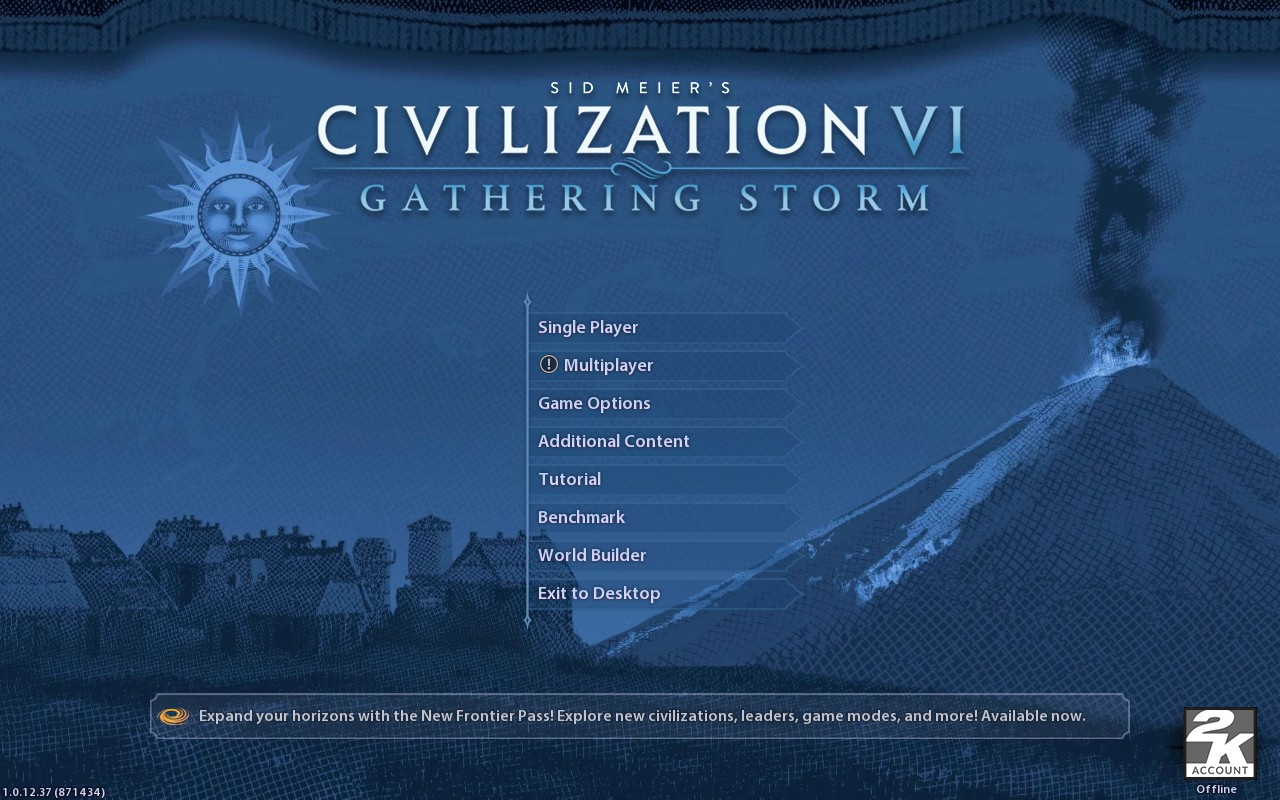 SID MEIER'S
CIVILIZATION VI
GATHERING STORM
Single Player
! Multiplayer
Game Options
Additional Content
Tutorial
Benchmark
World Builder
Exit to Desktop
Expand your horizons with the New Frontier Pass! Explore new civilizations, leaders, game modes, and more! Available now.
2K
ACCOUNT
Offline
1.0.12.37 (871434)